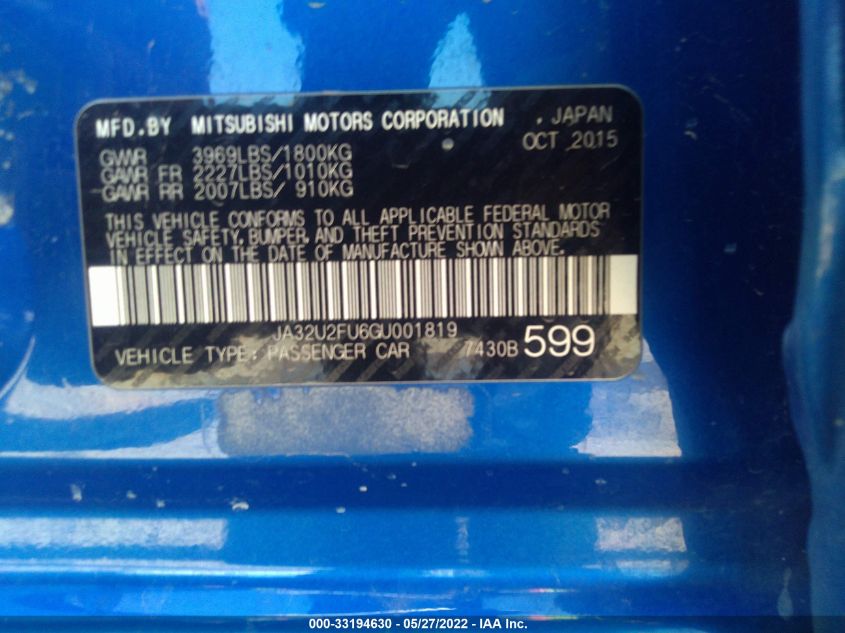 MFD.BY MITSUBISHI MOTORS CORPORATION . JAPAN
OCT 2015
GVWR 3969LBS/1800KG
GAWR FR 2227LBS/1010KG
GAWR RR 2007LBS/ 910KG
THIS VEHICLE CONFORMS TO ALL APPLICABLE FEDERAL MOTOR
VEHICLE SAFETY, BUMPER, AND THEFT PREVENTION STANDARDS
IN EFFECT ON THE DATE OF MANUFACTURE SHOWN ABOVE.
JA32U2FU6GU001819
VEHICLE TYPE: PASSENGER CAR 7430B 599
000-33194630 - 05/27/2022 - IAA Inc.